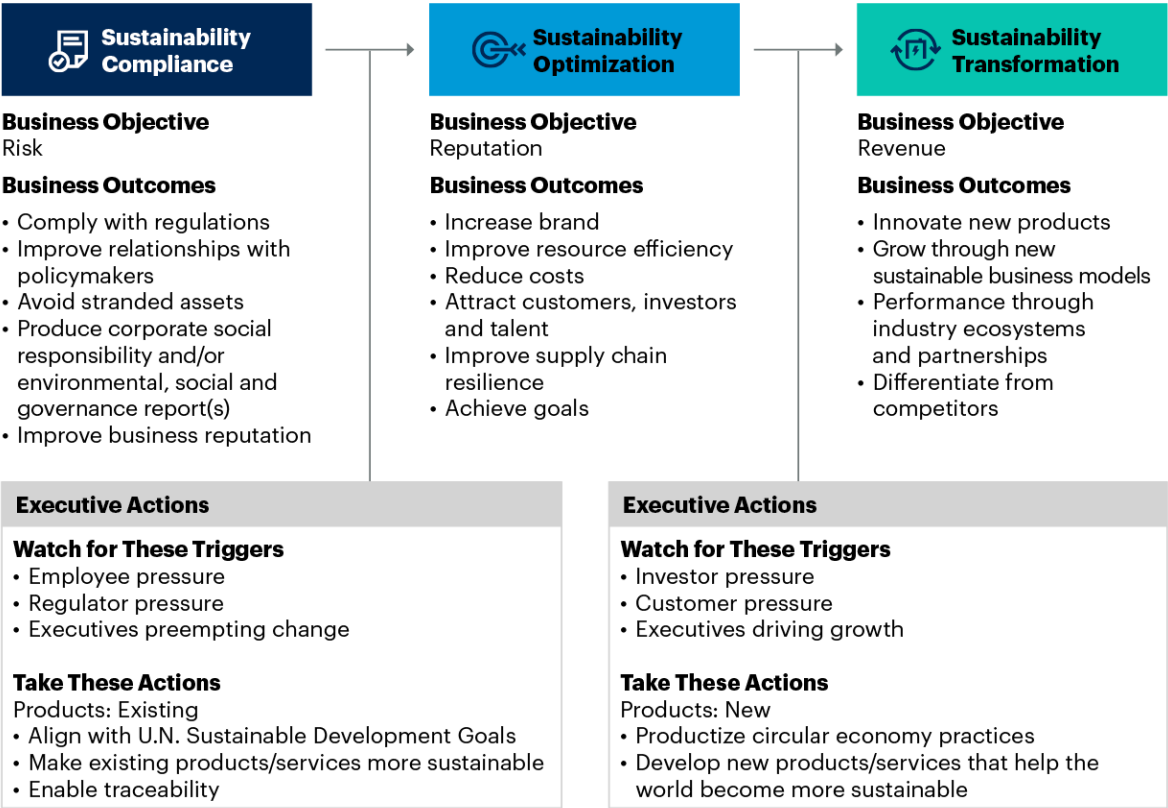 Sustainability
Compliance
Sustainability
Optimization
Sustainability
Transformation
Business Objective
Risk
Business Outcomes
• Comply with regulations
• Improve relationships with
policymakers
• Avoid stranded assets
• Produce corporate social
responsibility and/or
environmental, social and
governance report(s)
• Improve business reputation
Business Objective
Reputation
Business Outcomes
• Increase brand
• Improve resource efficiency
• Reduce costs
• Attract customers, investors
and talent
• Improve supply chain
resilience
• Achieve goals
Business Objective
Revenue
Business Outcomes
• Innovate new products
• Grow through new
sustainable business models
• Performance through
industry ecosystems
and partnerships
• Differentiate from
competitors
Executive Actions
Watch for These Triggers
• Employee pressure
• Regulator pressure
• Executives preempting change
Take These Actions
Products: Existing
• Align with U.N. Sustainable Development Goals
• Make existing products/services more sustainable
• Enable traceability
Executive Actions
Watch for These Triggers
• Investor pressure
• Customer pressure
• Executives driving growth
Take These Actions
Products: New
• Productize circular economy practices
• Develop new products/services that help the
world become more sustainable